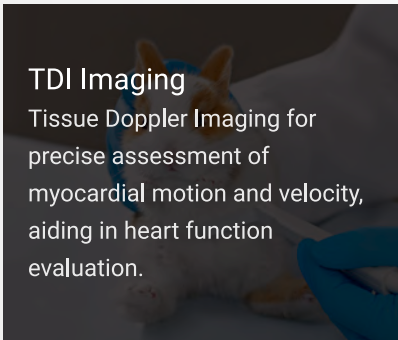 TDI Imaging
Tissue Doppler Imaging for
precise assessment of
myocardial motion and velocity,
aiding in heart function
evaluation.